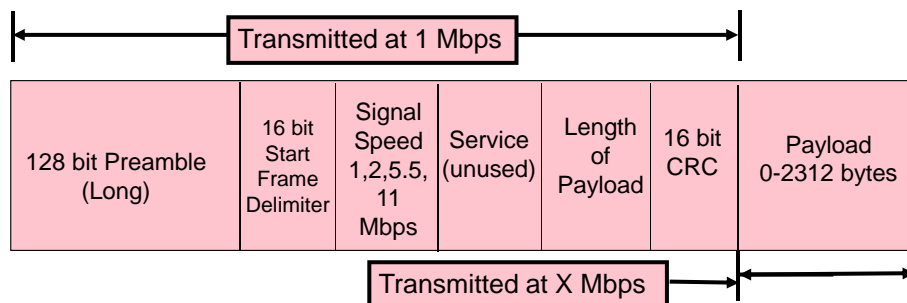 Transmitted at 1 Mbps
128 bit Preamble
(Long)
16 bit
Start
Frame
Delimiter
Signal
Speed
1,2,5.5,
11
Mbps
Service
(unused)
Length
of
Payload
16 bit
CRC
Payload
0-2312 bytes
Transmitted at X Mbps